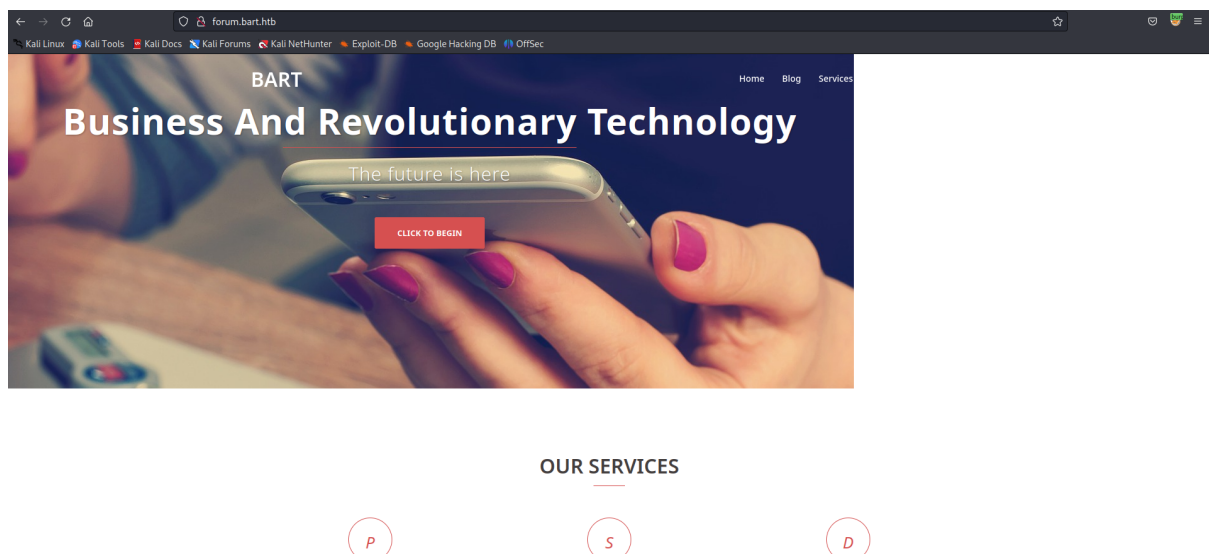 forum.bart.htb
Kali Linux Kali Tools Kali Docs Kali Forums Kali NetHunter Exploit-DB Google Hacking DB OffSec
BART Home Blog Services
Business And Revolutionary Technology
The future is here
CLICK TO BEGIN
OUR SERVICES
P S D